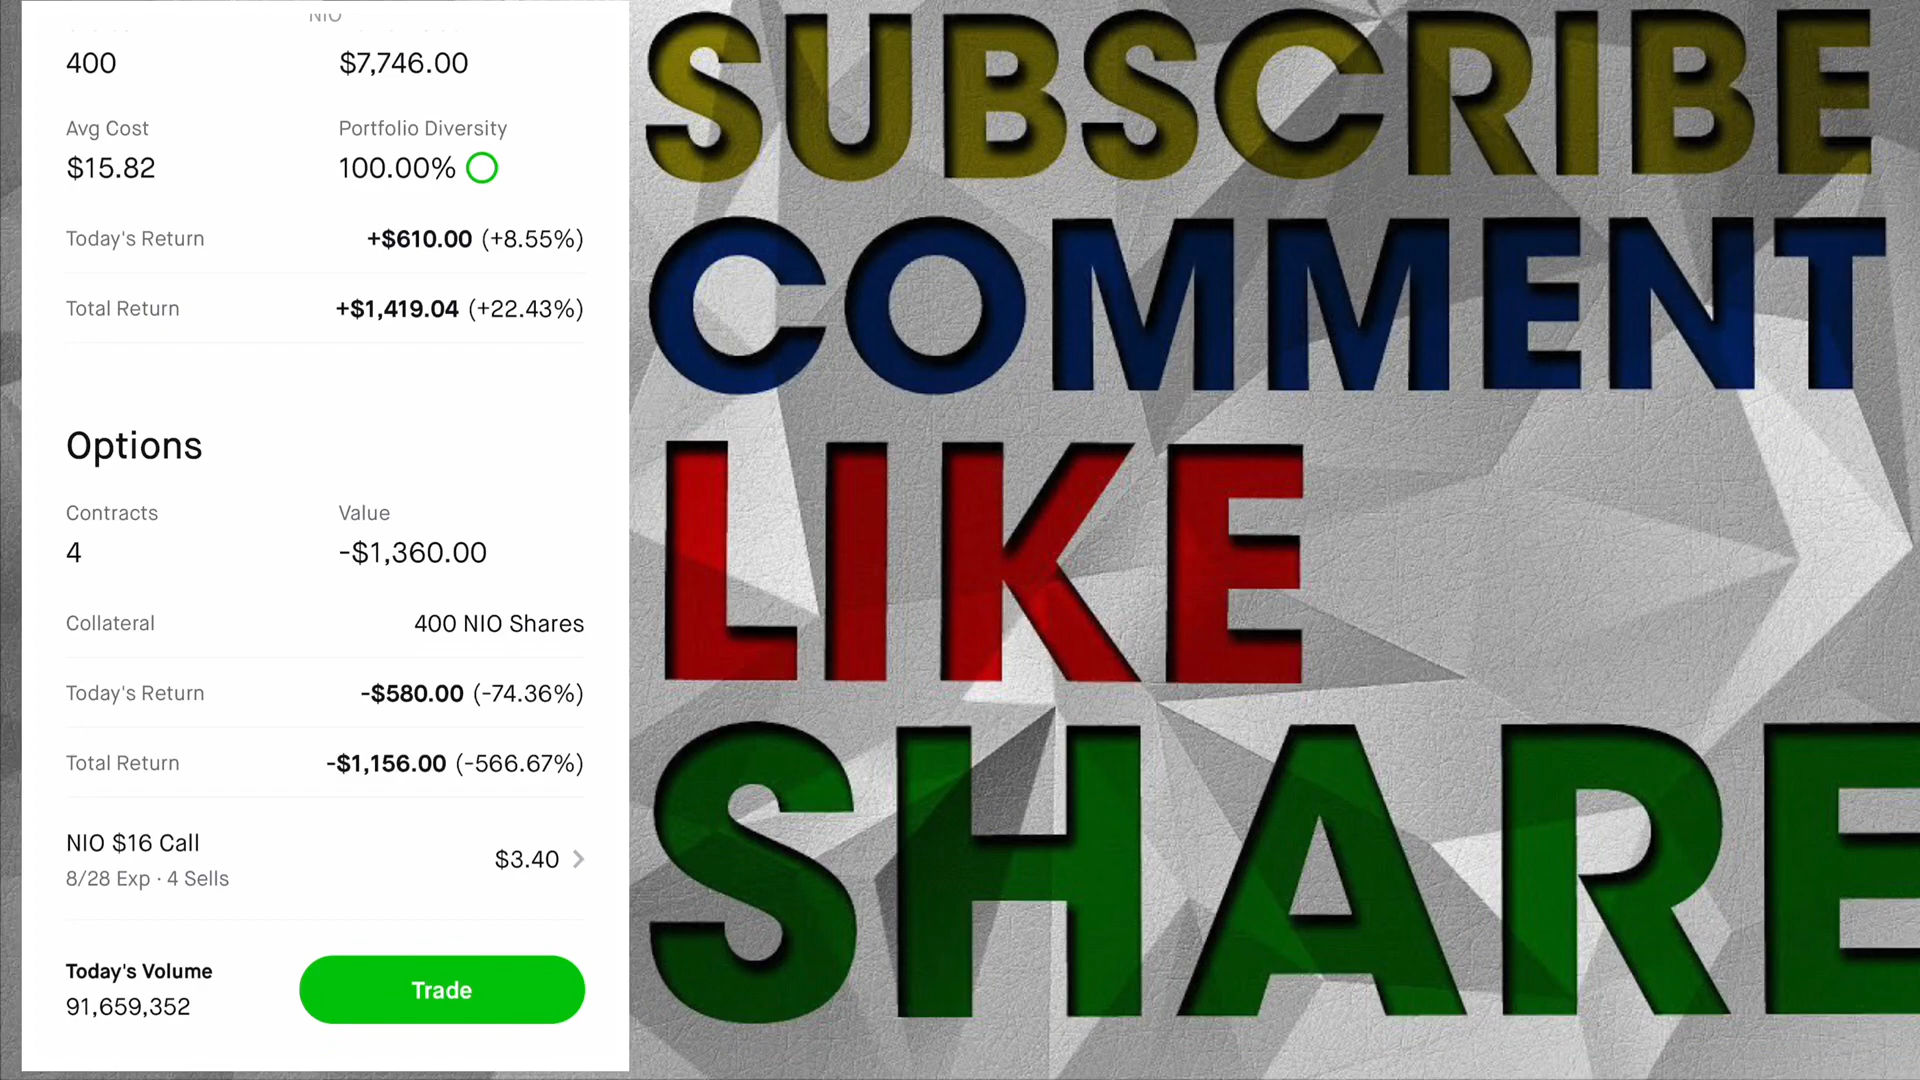 NIO
400 $7,746.00
Avg Cost Portfolio Diversity
$15.82 100.00%
Today's Return +$610.00 (+8.55%)
Total Return +$1,419.04 (+22.43%)
Options
Contracts Value
4 -$1,360.00
Collateral 400 NIO Shares
Today's Return -$580.00 (-74.36%)
Total Return -$1,156.00 (-566.67%)
NIO $16 Call
$3.40
8/28 Exp · 4 Sells
Today's Volume
91,659,352
Trade
SUBSCRIBE
COMMENT
LIKE
SHARE